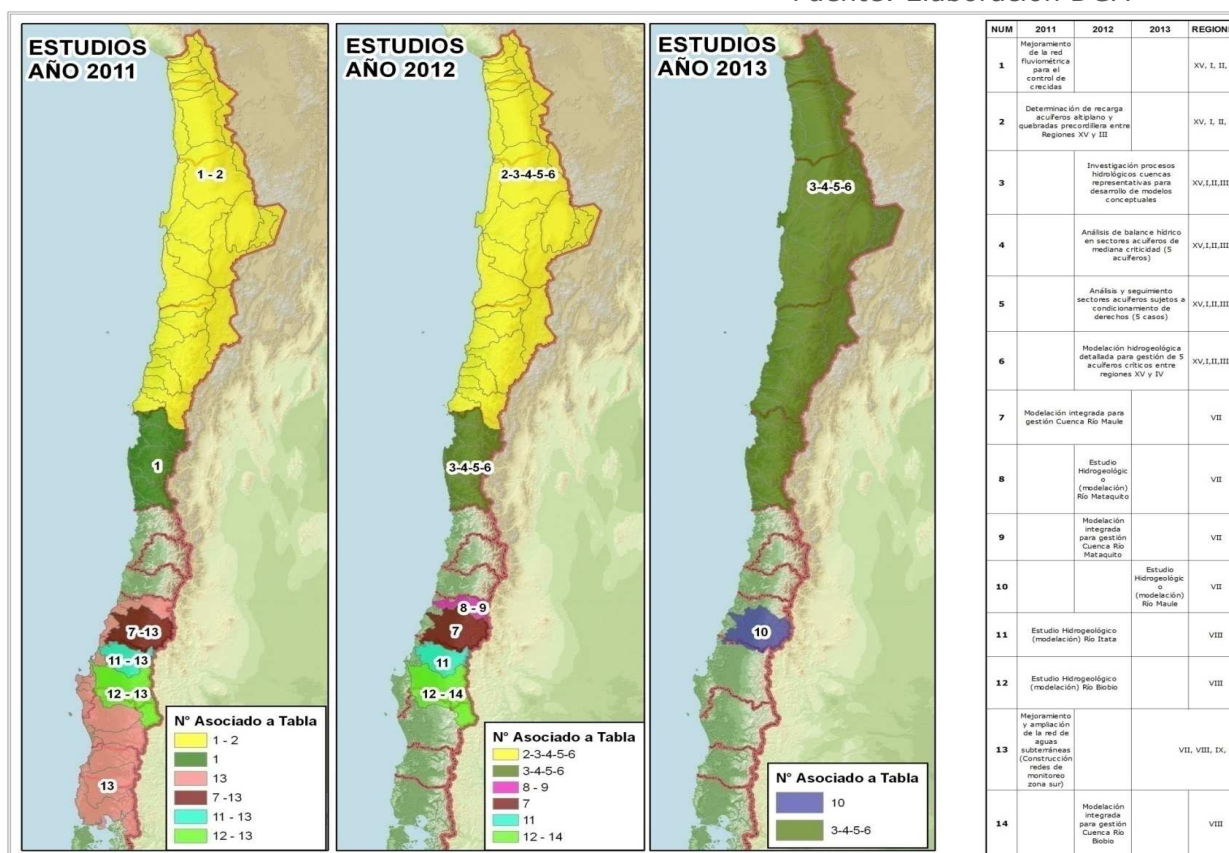 ESTUDIOS
AÑO 2011
1 - 2
1
7 -13
11 - 13
12 - 13
13
N° Asociado a Tabla
1 - 2
1
13
7 -13
11 - 13
12 - 13
ESTUDIOS
AÑO 2012
2-3-4-5-6
3-4-5-6
8 - 9
7
11
12 - 14
N° Asociado a Tabla
2-3-4-5-6
3-4-5-6
8 - 9
7
11
12 - 14
ESTUDIOS
AÑO 2013
3-4-5-6
10
N° Asociado a Tabla
10
3-4-5-6
NUM 2011 2012 2013
1
Mejoramiento
de la red
fluviométrica
para el
control de
crecidas
XV, I, II,
2
Determinación de recarga
acuíferos altiplano y
quebradas precordillera entre
Regiones XV y III
XV, I, II,
3
Investigación procesos
hidrológicos cuencas
representativas para
desarrollo de modelos
conceptuales
XV,I,II,III
4
Análisis de balance hídrico
en sectores acuíferos de
mediana criticidad (5
acuíferos)
XV,I,II,III
5
Análisis y seguimiento
sectores acuíferos sujetos a
condicionamiento de
derechos (5 casos)
XV,I,II,III
6
Modelación hidrogeológica
detallada para gestión de 5
acuíferos críticos entre
regiones XV y IV
XV,I,II,III
7
Modelación integrada para
gestión Cuenca Río Maule
VII
8
Estudio
Hidrogeológic
o
(modelación)
Río Mataquito
VII
9
Modelación
integrada
para gestión
Cuenca Río
Mataquito
VII
10
Estudio
Hidrogeológic
o
(modelación)
Río Maule
VII
11
Estudio Hidrogeológico
(modelación) Río Itata
VIII
12
Estudio Hidrogeológico
(modelación) Río Biobio
VIII
13
Mejoramiento
y ampliación
de la red de
aguas
subterráneas
(Construcción
redes de
monitoreo
zona sur)
VII, VIII, IX,
14
Modelación
integrada
para gestión
Cuenca Río
Biobio
VIII